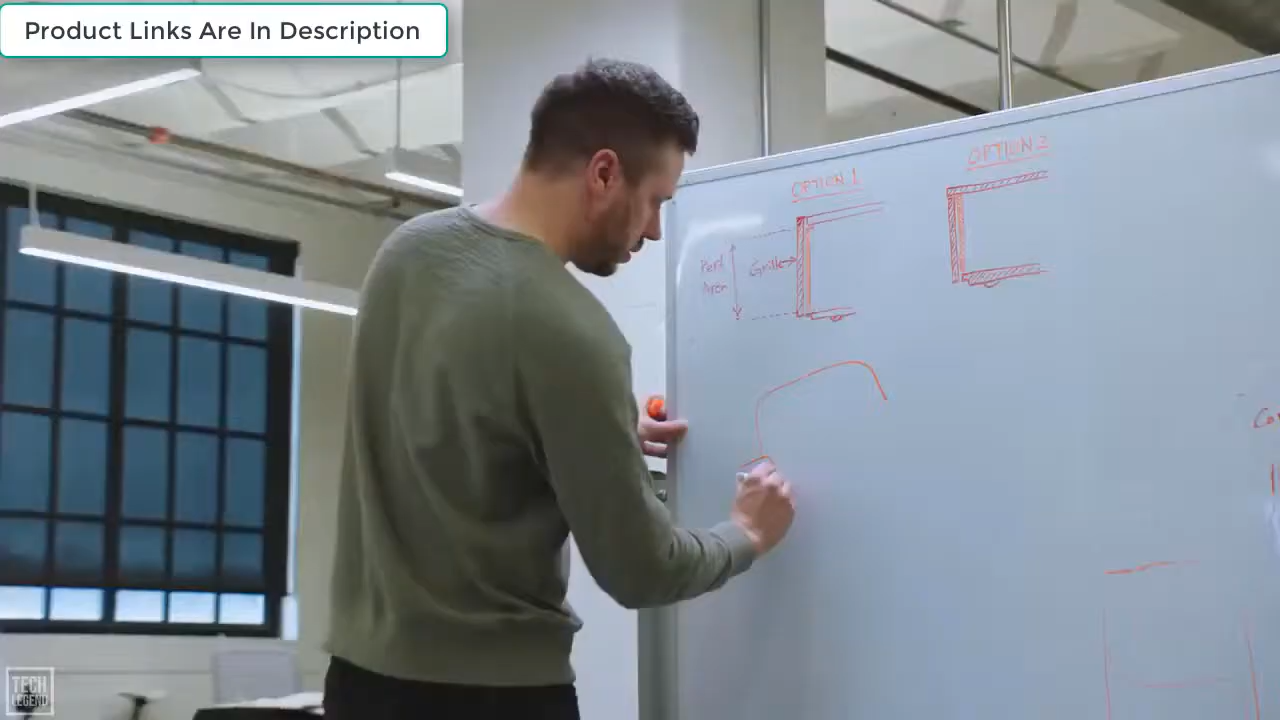 Product Links Are In Description
OPTION 1
OPTION 2
Perf
Area
Grille
TECH
LEGEND